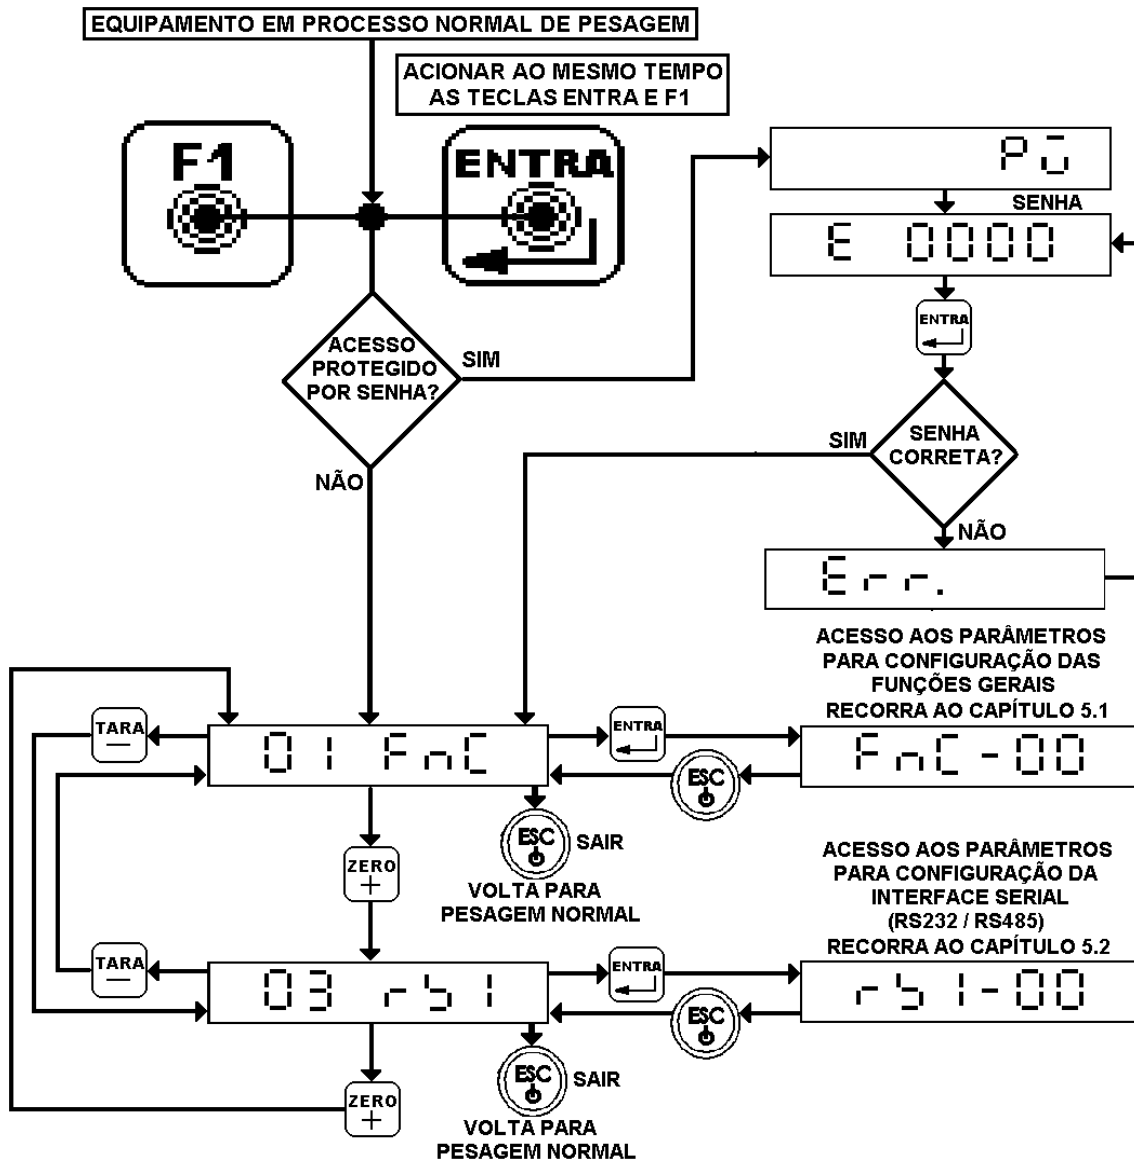 EQUIPAMENTO EM PROCESSO NORMAL DE PESAGEM
ACIONAR AO MESMO TEMPO
AS TECLAS ENTRA E F1
F1
ENTRA
SENHA
E 0000
ENTRA
ACESSO
PROTEGIDO
POR SENHA?
SIM
NÃO
SIM
SENHA
CORRETA?
NÃO
Err.
ACESSO AOS PARÂMETROS
PARA CONFIGURAÇÃO DAS
FUNÇÕES GERAIS
RECORRA AO CAPÍTULO 5.1
TARA
—
01 FnC
ENTRA
FnC-00
ESC
ESC
SAIR
VOLTA PARA
PESAGEM NORMAL
ZERO
+
ACESSO AOS PARÂMETROS
PARA CONFIGURAÇÃO DA
INTERFACE SERIAL
(RS232 / RS485)
RECORRA AO CAPÍTULO 5.2
TARA
—
03 rS1
ENTRA
rS1-00
ESC
ESC
SAIR
VOLTA PARA
PESAGEM NORMAL
ZERO
+